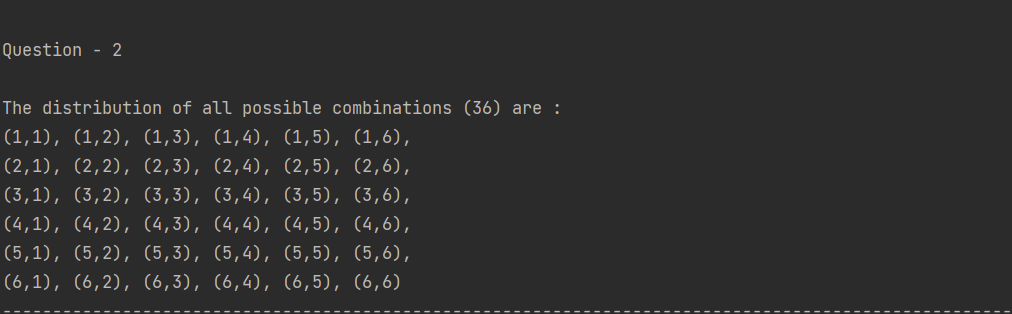 Question - 2
The distribution of all possible combinations (36) are :
(1,1), (1,2), (1,3), (1,4), (1,5), (1,6),
(2,1), (2,2), (2,3), (2,4), (2,5), (2,6),
(3,1), (3,2), (3,3), (3,4), (3,5), (3,6),
(4,1), (4,2), (4,3), (4,4), (4,5), (4,6),
(5,1), (5,2), (5,3), (5,4), (5,5), (5,6),
(6,1), (6,2), (6,3), (6,4), (6,5), (6,6)
-----------------------------------------------------------------------------------------------------